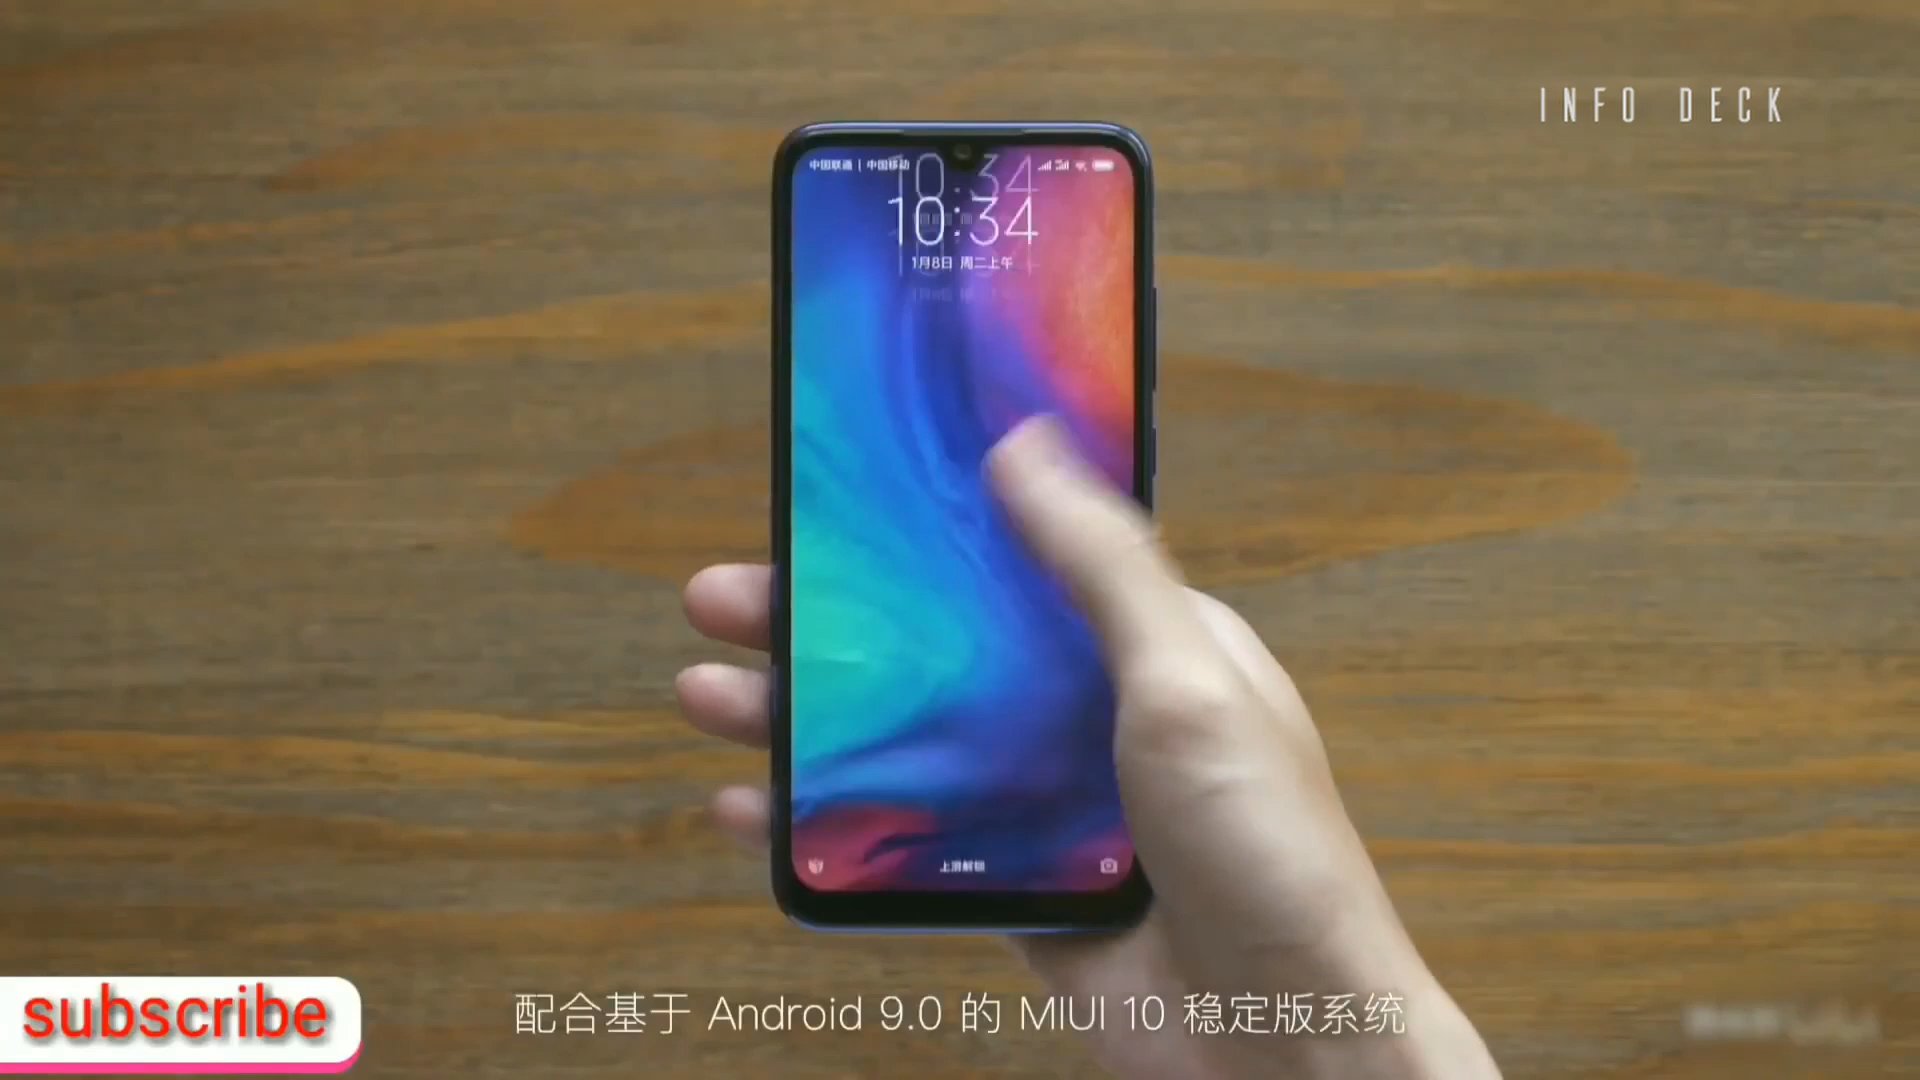 INFO DECK
中国联通 | 中国移动
10:34
10:34
1月8日 周二上午
上滑解锁
subscribe
配合基于 Android 9.0 的 MIUI 10 稳定版系统